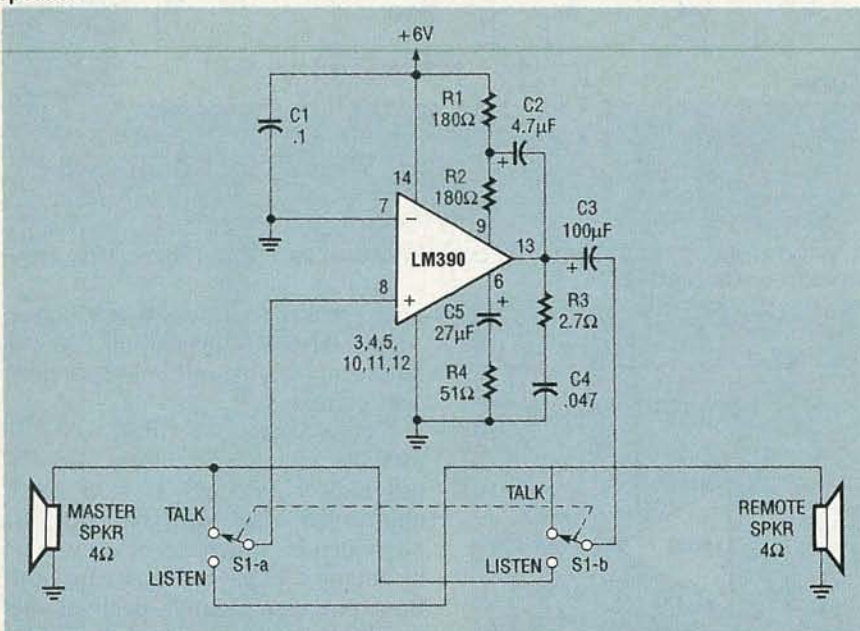 +6V
R1
180Ω
C2
4.7µF
C1
.1
+
14
R2
180Ω
7
−
9
C3
100µF
LM390
13
+
6
8
+
+
R3
2.7Ω
C5
27µF
3,4,5,
10,11,12
R4
51Ω
C4
.047
MASTER
SPKR
4Ω
TALK
TALK
REMOTE
SPKR
4Ω
S1-a
S1-b
LISTEN
LISTEN